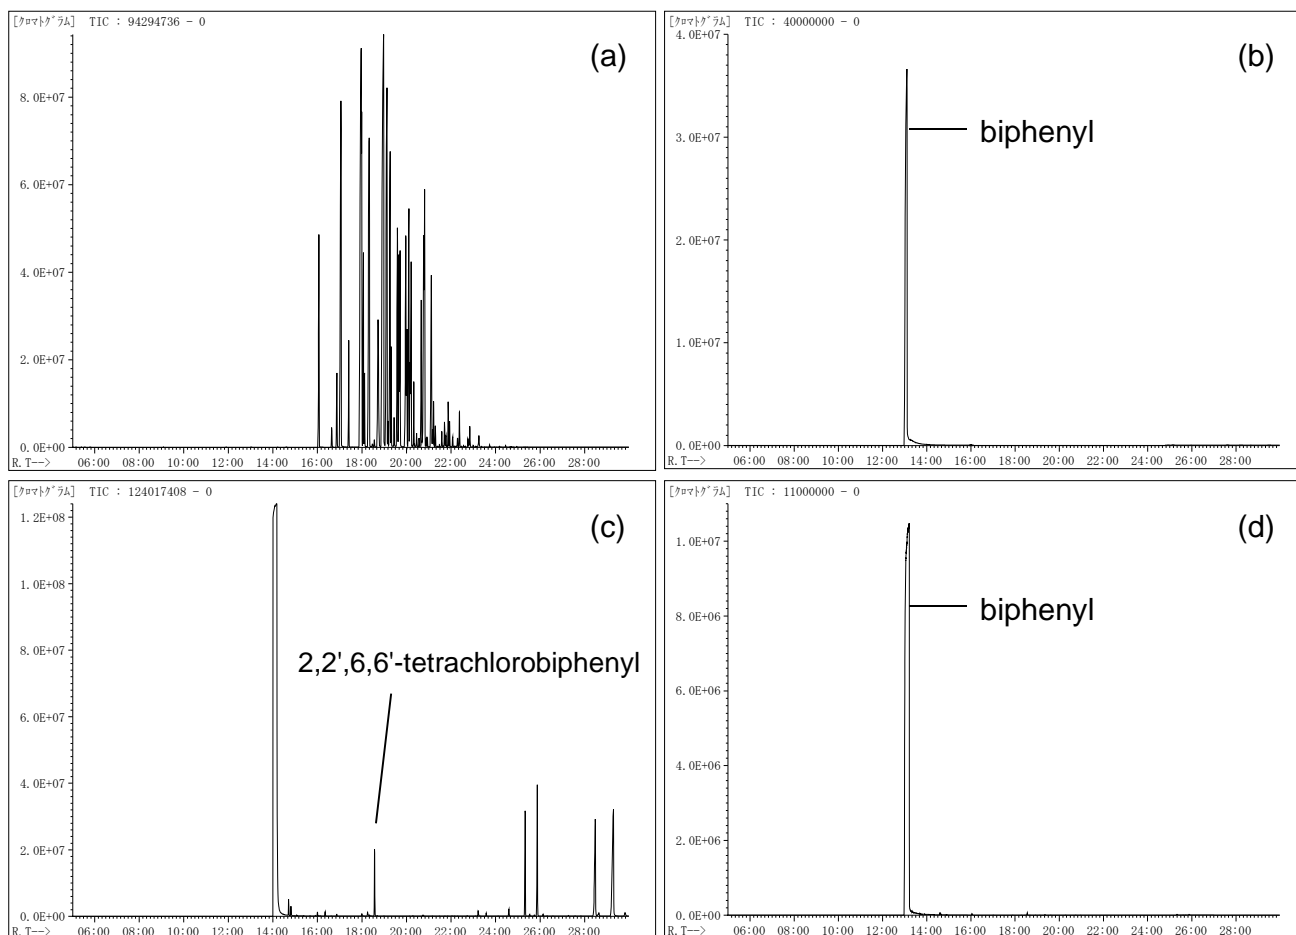 [ｸﾛﾏﾄｸﾞﾗﾑ] TIC : 94294736 - 0
(a)
8.0E+07
6.0E+07
4.0E+07
2.0E+07
0.0E+00
06:00 08:00 10:00 12:00 14:00 16:00 18:00 20:00 22:00 24:00 26:00 28:00
R.T-->
[ｸﾛﾏﾄｸﾞﾗﾑ] TIC : 40000000 - 0
4.0E+07
(b)
3.0E+07
biphenyl
2.0E+07
1.0E+07
0.0E+00
06:00 08:00 10:00 12:00 14:00 16:00 18:00 20:00 22:00 24:00 26:00 28:00
R.T-->
[ｸﾛﾏﾄｸﾞﾗﾑ] TIC : 124017408 - 0
1.2E+08
(c)
1.0E+08
8.0E+07
2,2',6,6'-tetrachlorobiphenyl
6.0E+07
4.0E+07
2.0E+07
0.0E+00
06:00 08:00 10:00 12:00 14:00 16:00 18:00 20:00 22:00 24:00 26:00 28:00
R.T-->
[ｸﾛﾏﾄｸﾞﾗﾑ] TIC : 11000000 - 0
(d)
1.0E+07
8.0E+06
biphenyl
6.0E+06
4.0E+06
2.0E+06
0.0E+00
06:00 08:00 10:00 12:00 14:00 16:00 18:00 20:00 22:00 24:00 26:00 28:00
R.T-->